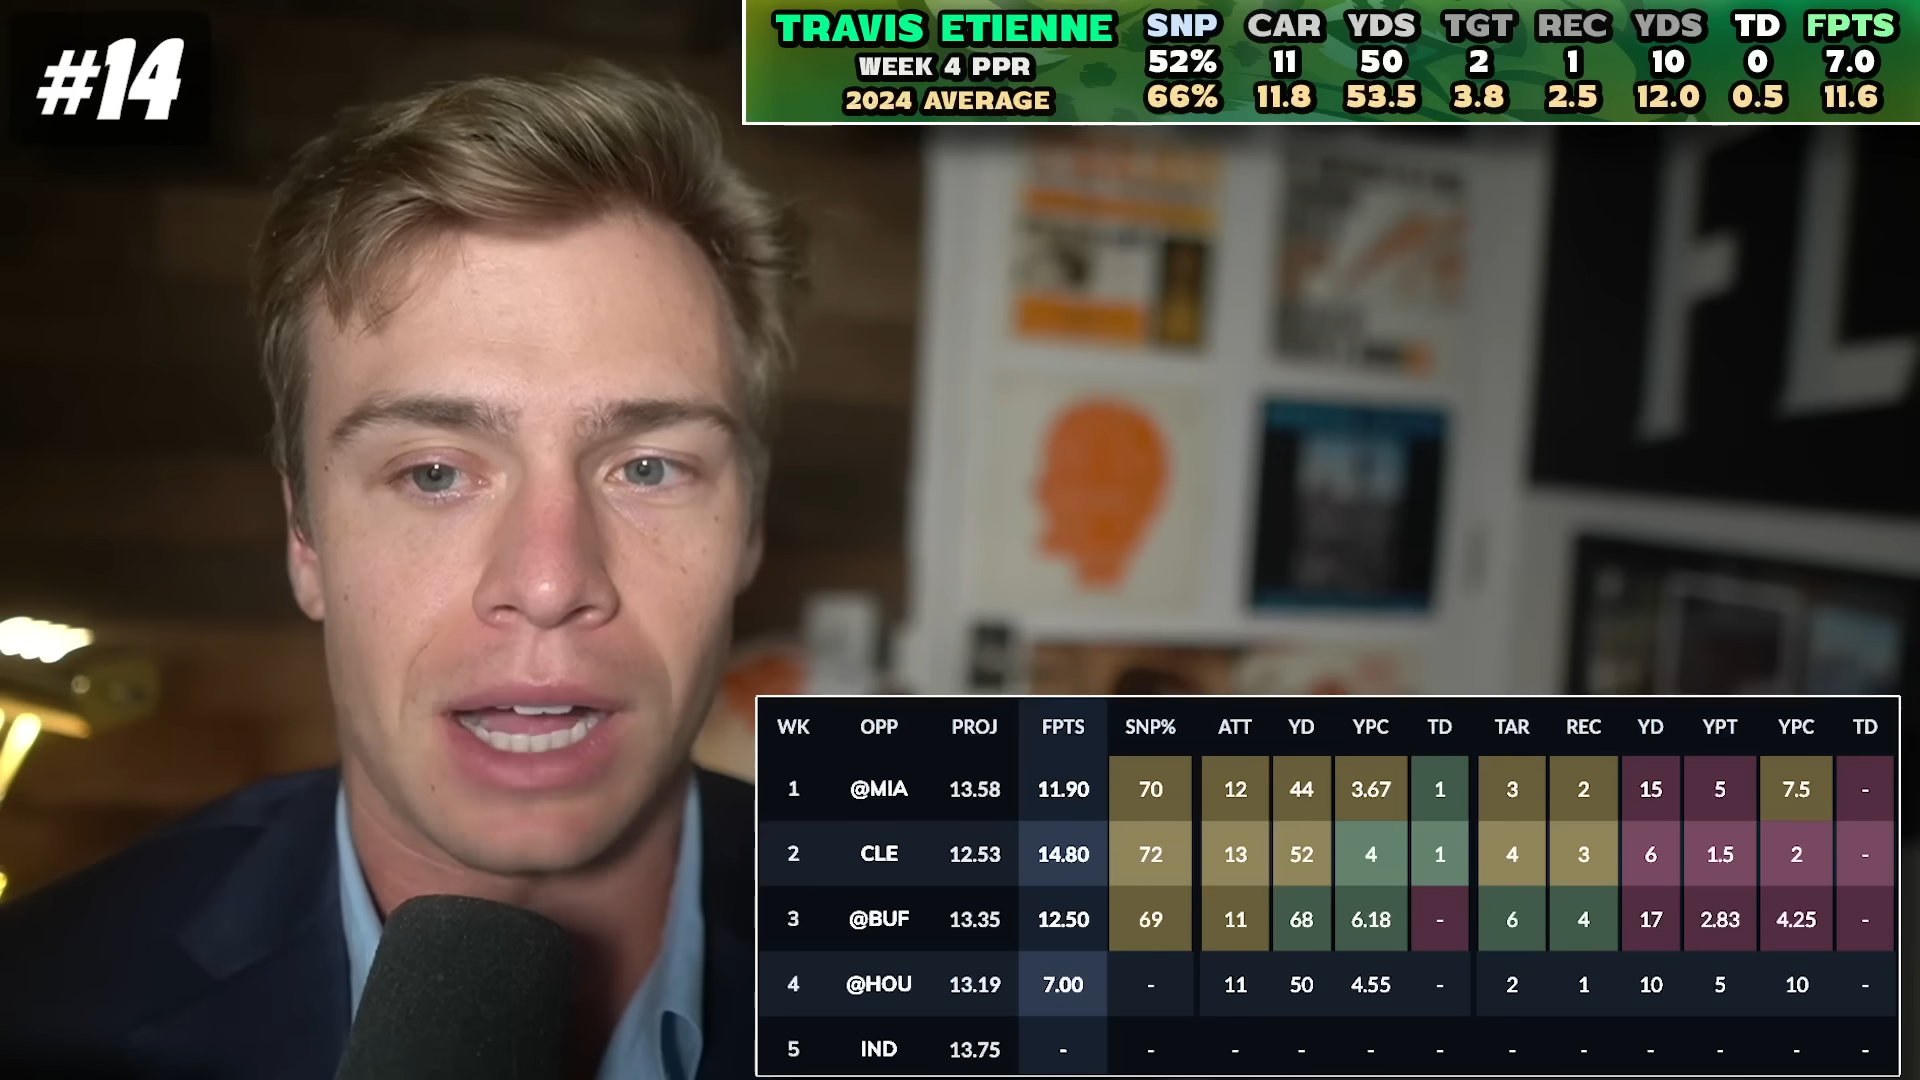 #14
TRAVIS ETIENNE SNP CAR YDS TGT REC YDS TD FPTS
WEEK 4 PPR 52% 11 50 2 1 10 0 7.0
2024 AVERAGE 66% 11.8 53.5 3.8 2.5 12.0 0.5 11.6
FL
WK OPP PROJ FPTS SNP% ATT YD YPC TD TAR REC YD YPT YPC TD
1 @MIA 13.58 11.90 70 12 44 3.67 1 3 2 15 5 7.5 -
2 CLE 12.53 14.80 72 13 52 4 1 4 3 6 1.5 2 -
3 @BUF 13.35 12.50 69 11 68 6.18 - 6 4 17 2.83 4.25 -
4 @HOU 13.19 7.00 - 11 50 4.55 - 2 1 10 5 10 -
5 IND 13.75 - - - - - - - - - - - -